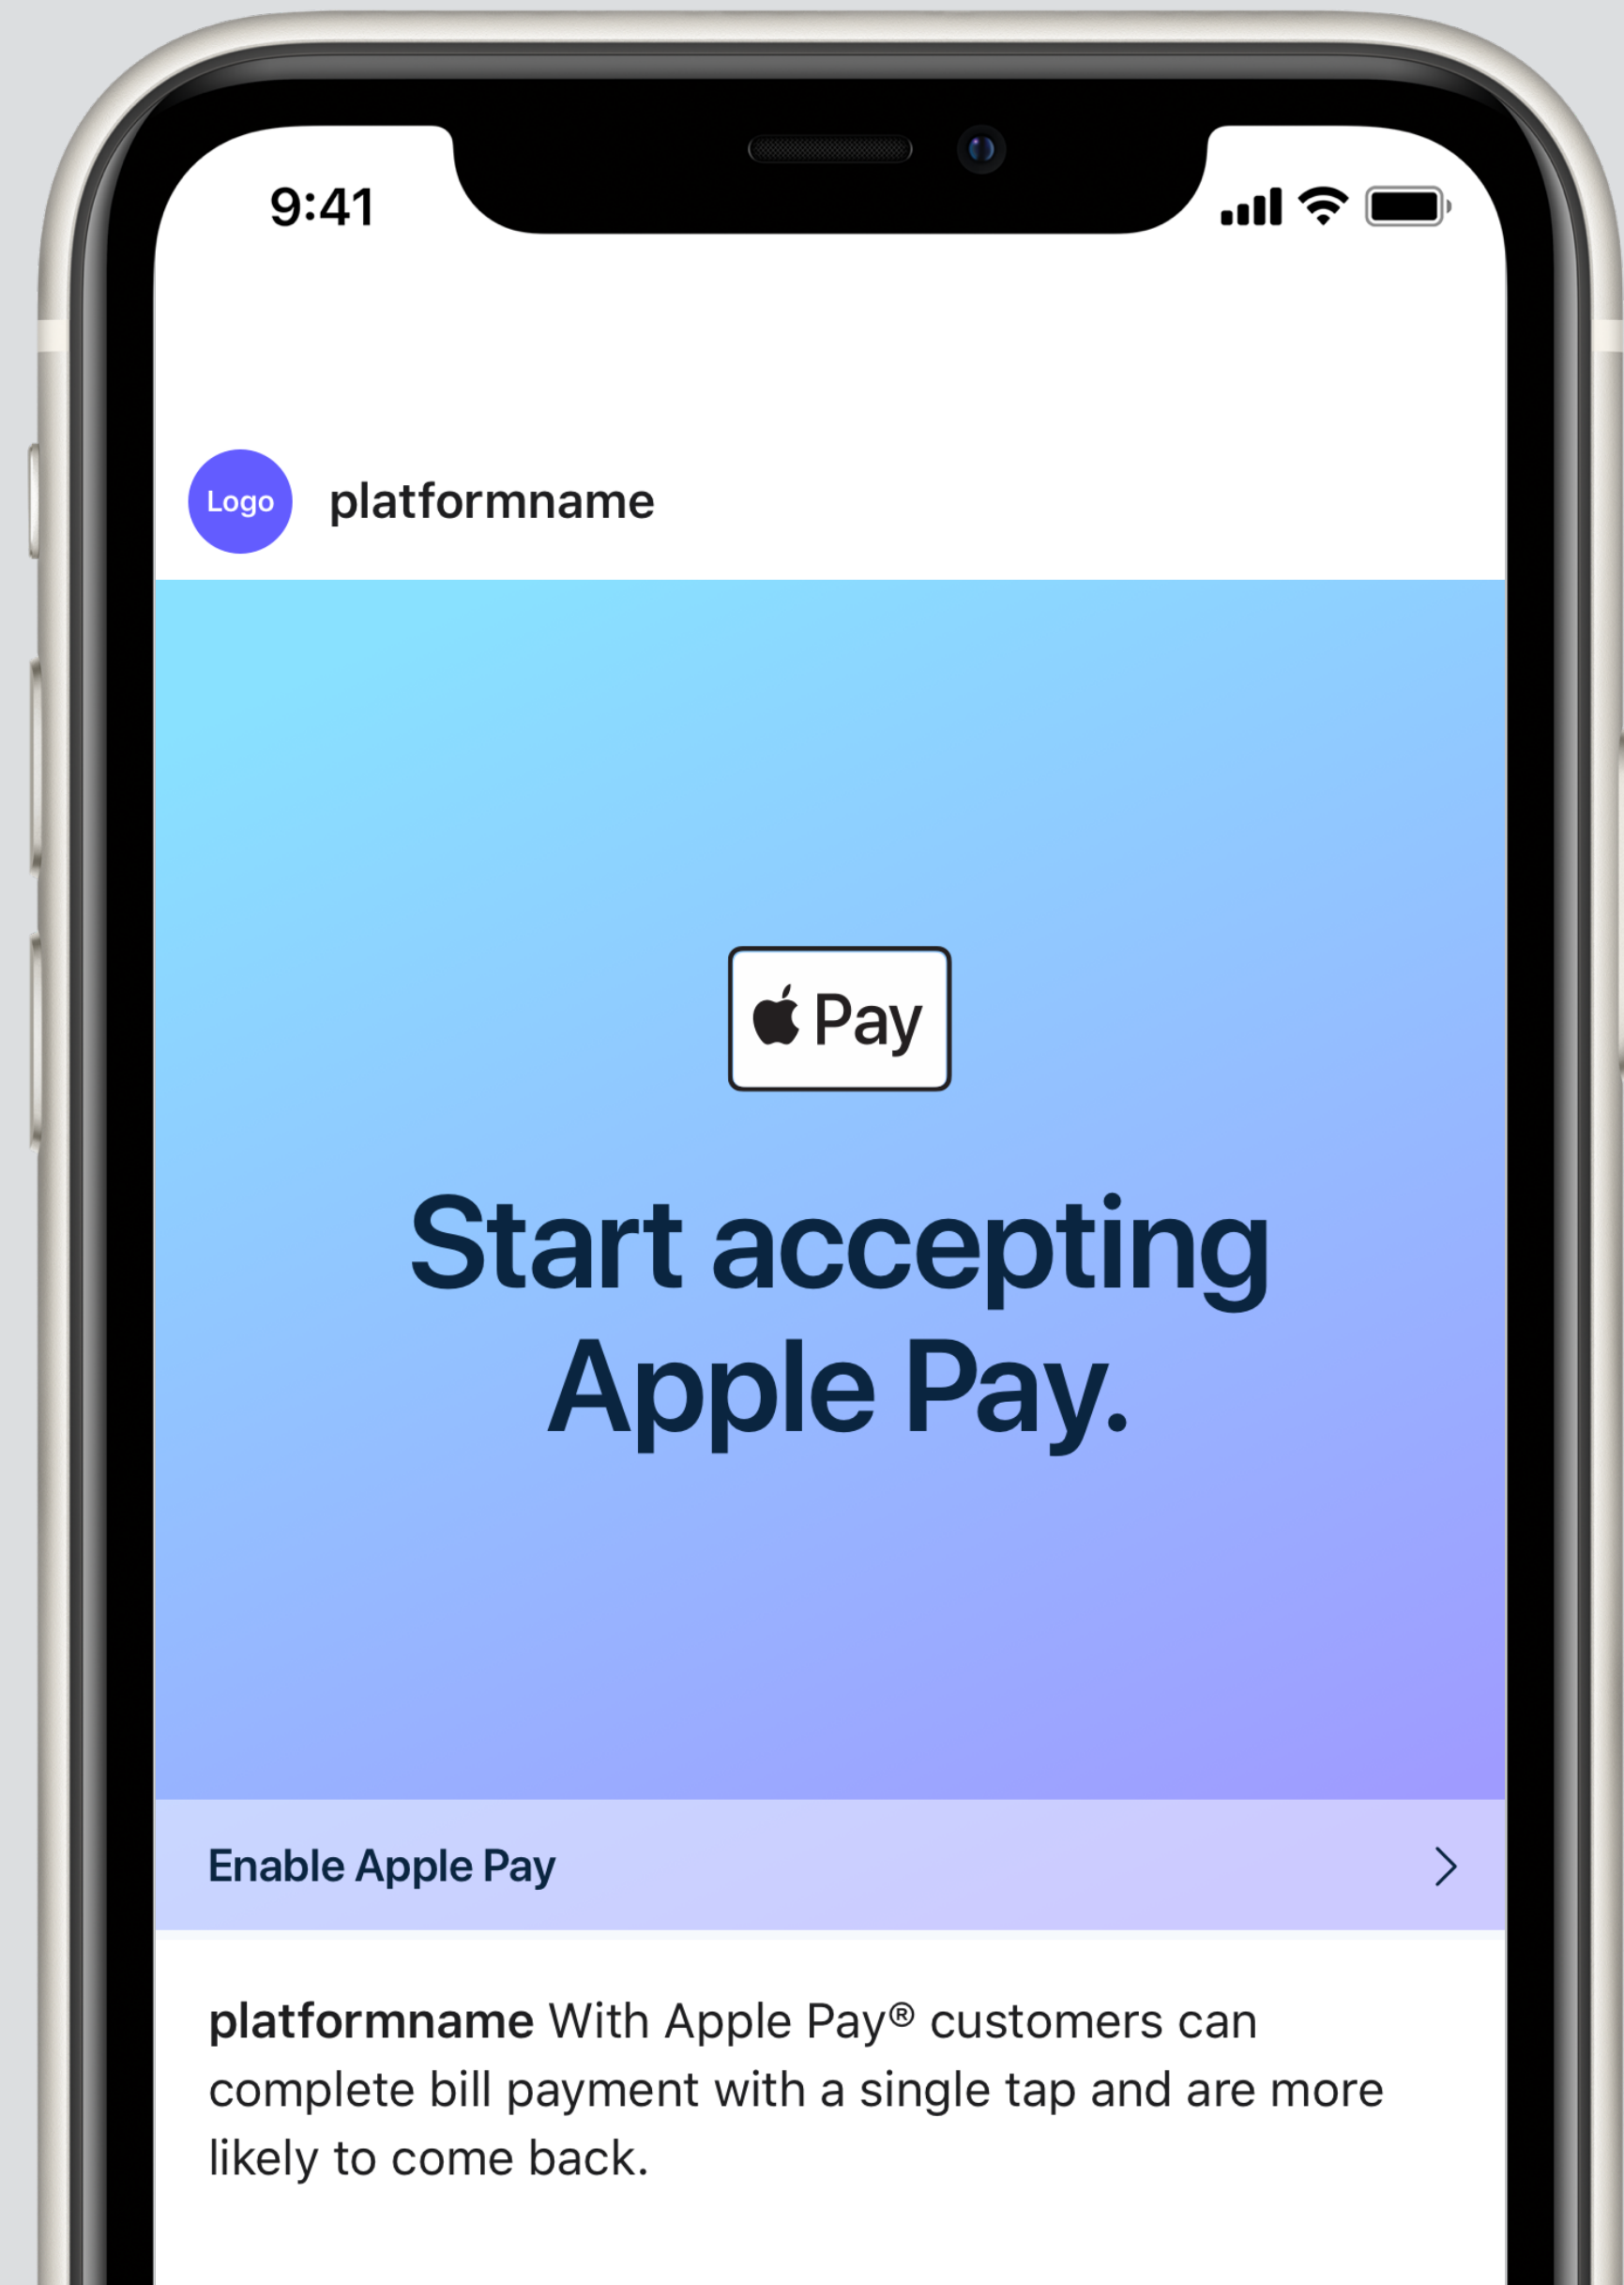 9:41
Logo
platformname
Pay
Start accepting
Apple Pay.
Enable Apple Pay
platformname With Apple Pay® customers can
complete bill payment with a single tap and are more
likely to come back.